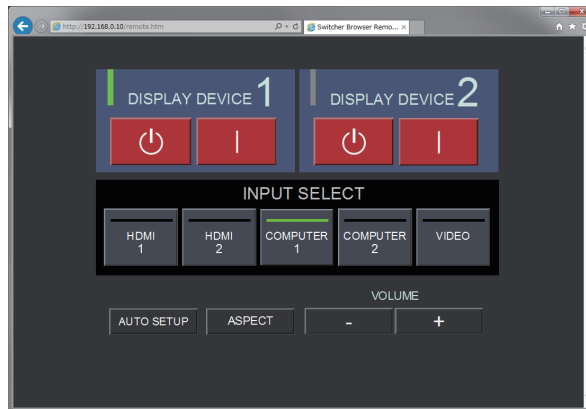 http://192.168.0.10/remote.htm
Switcher Browser Remo...
DISPLAY DEVICE 1
DISPLAY DEVICE 2
INPUT SELECT
HDMI 1
HDMI 2
COMPUTER 1
COMPUTER 2
VIDEO
VOLUME
AUTO SETUP
ASPECT
-
+